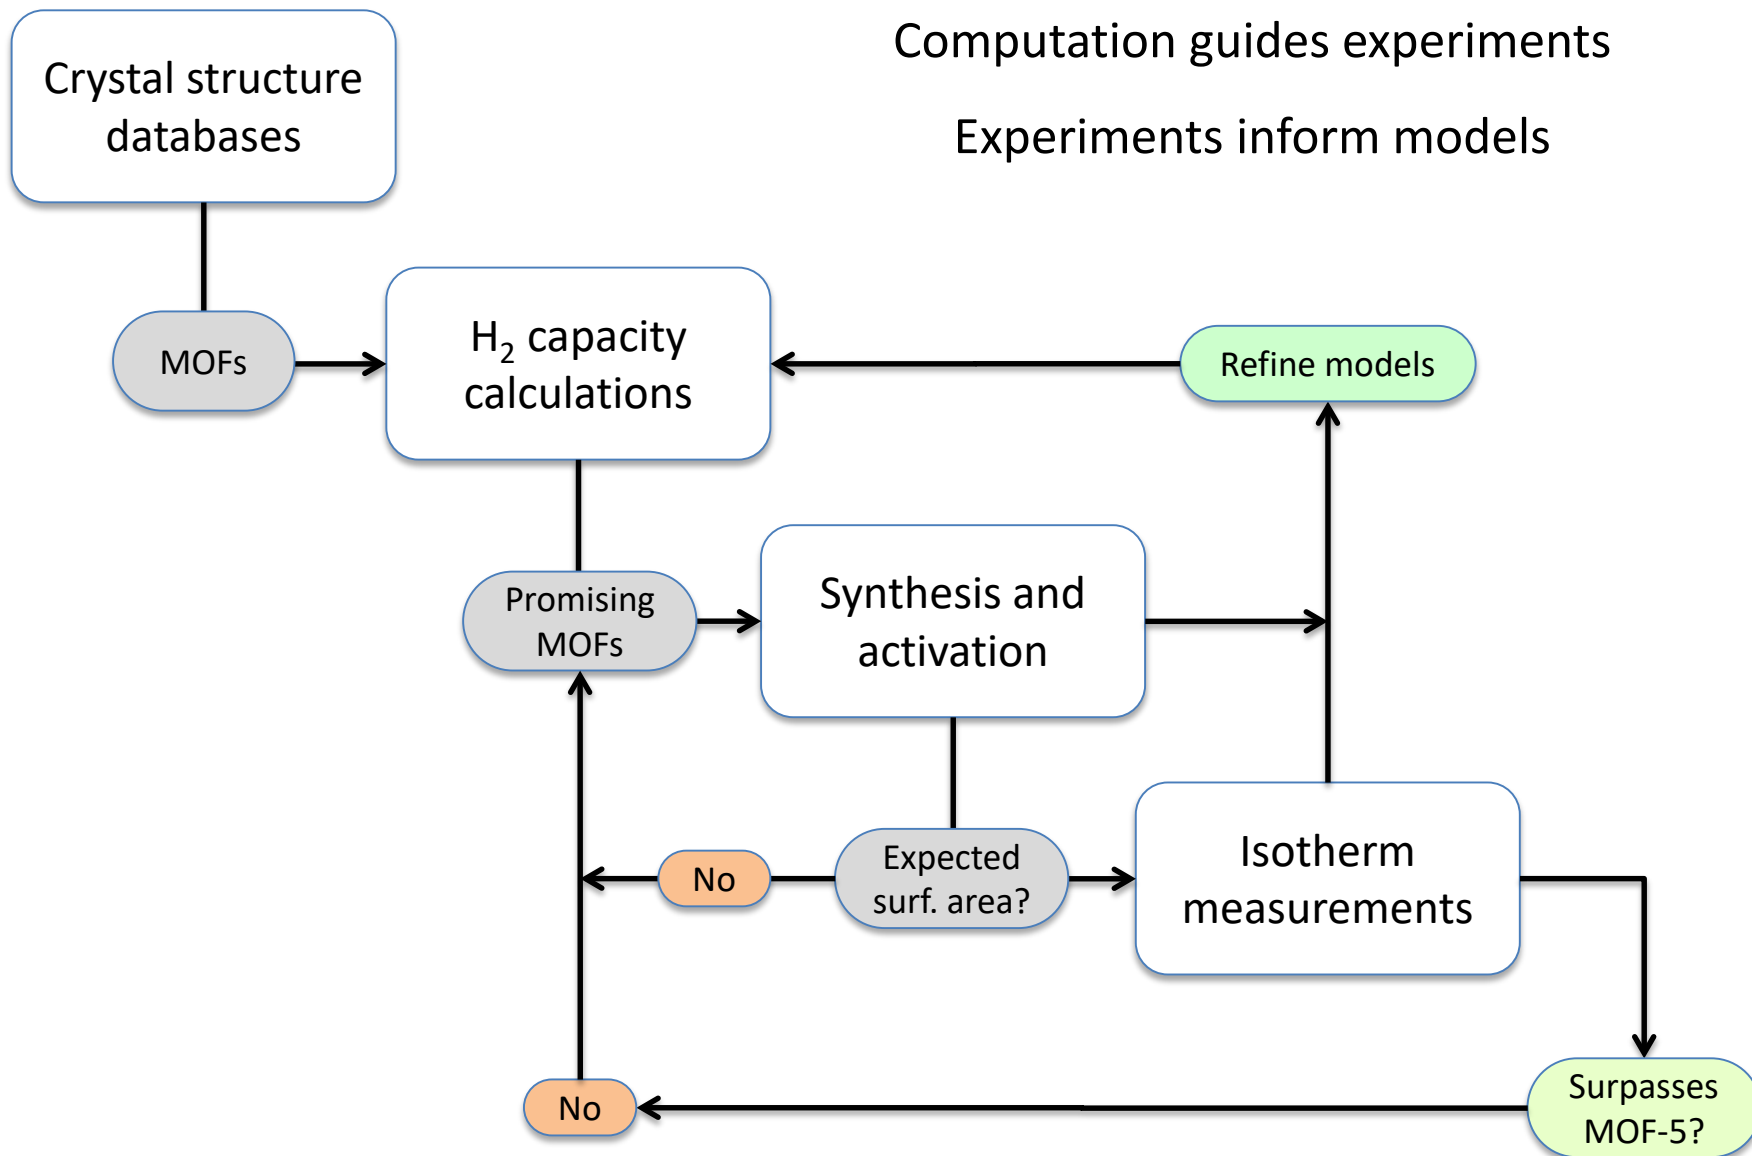 Computation guides experiments
Experiments inform models
Crystal structure
databases
MOFs
H₂ capacity
calculations
Refine models
Promising
MOFs
Synthesis and
activation
No
Expected
surf. area?
Isotherm
measurements
No
Surpasses
MOF-5?